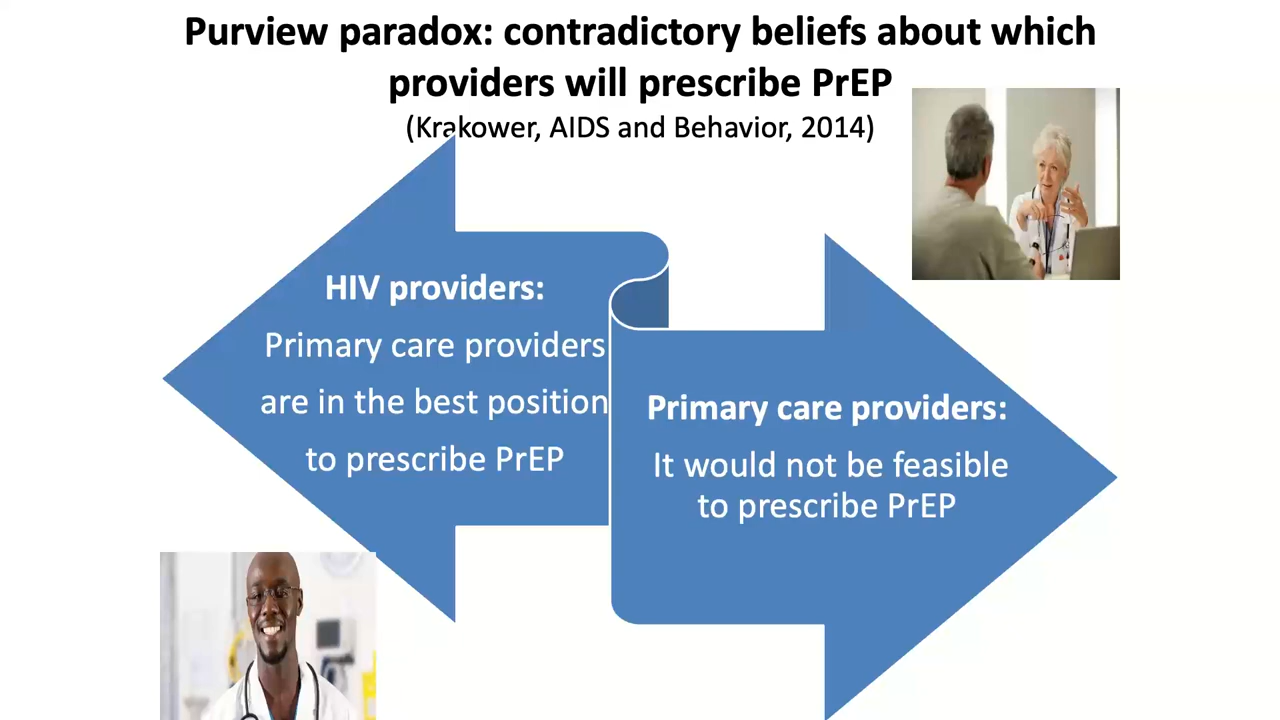 Purview paradox: contradictory beliefs about which
providers will prescribe PrEP
(Krakower, AIDS and Behavior, 2014)
HIV providers:
Primary care providers
are in the best position
to prescribe PrEP
Primary care providers:
It would not be feasible
to prescribe PrEP